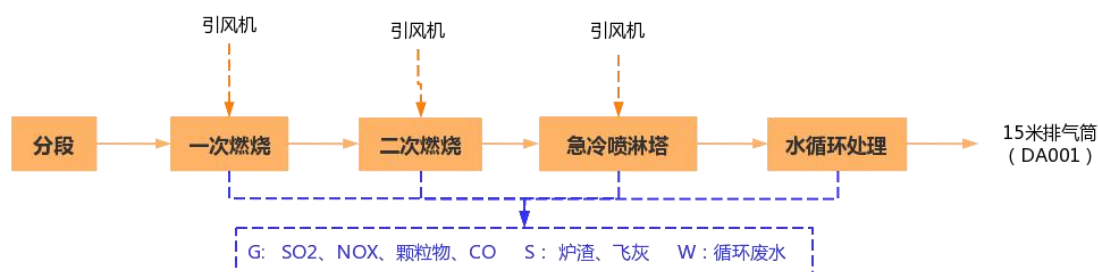 引风机
引风机
引风机
分段
一次燃烧
二次燃烧
急冷喷淋塔
水循环处理
15米排气筒
（DA001）
G: SO2、NOX、颗粒物、CO S： 炉渣、飞灰 W：循环废水